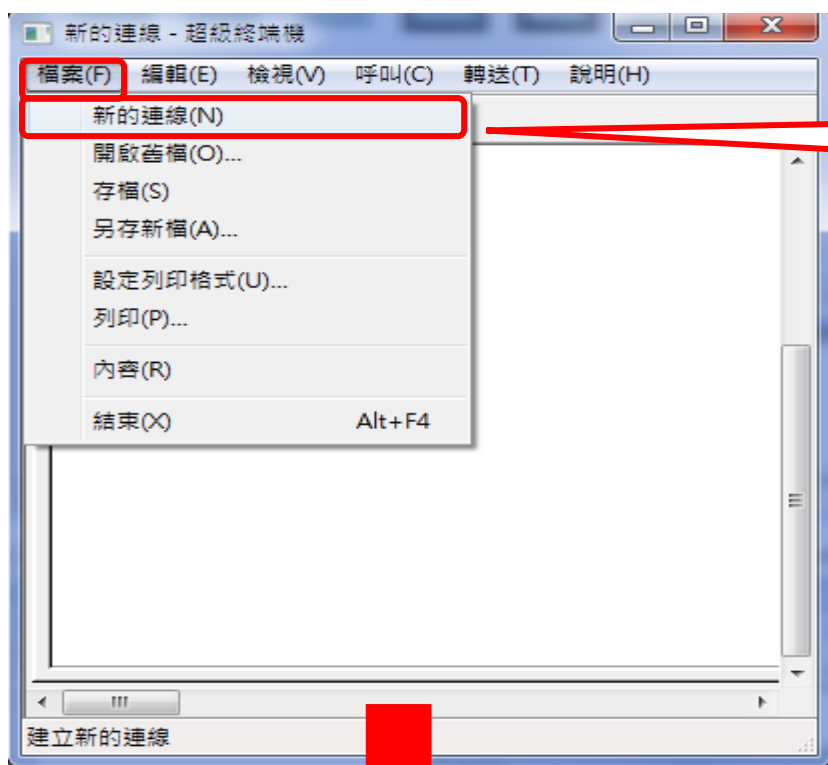 新的連線 - 超級終端機
檔案(F) 編輯(E) 檢視(V) 呼叫(C) 轉送(T) 說明(H)
新的連線(N)
開啟舊檔(O)...
存檔(S)
另存新檔(A)...
設定列印格式(U)...
列印(P)...
內容(R)
結束(X) Alt+F4
建立新的連線